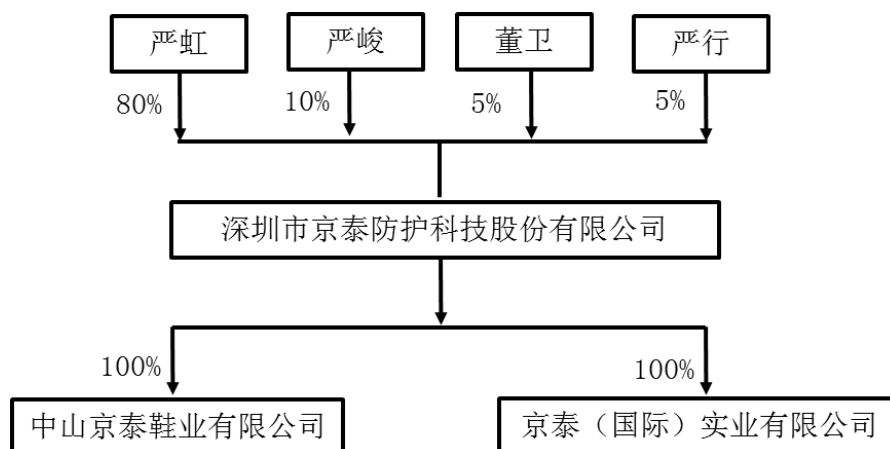 严虹
严峻
董卫
严行
80%
10%
5%
5%
深圳市京泰防护科技股份有限公司
100%
100%
中山京泰鞋业有限公司
京泰（国际）实业有限公司